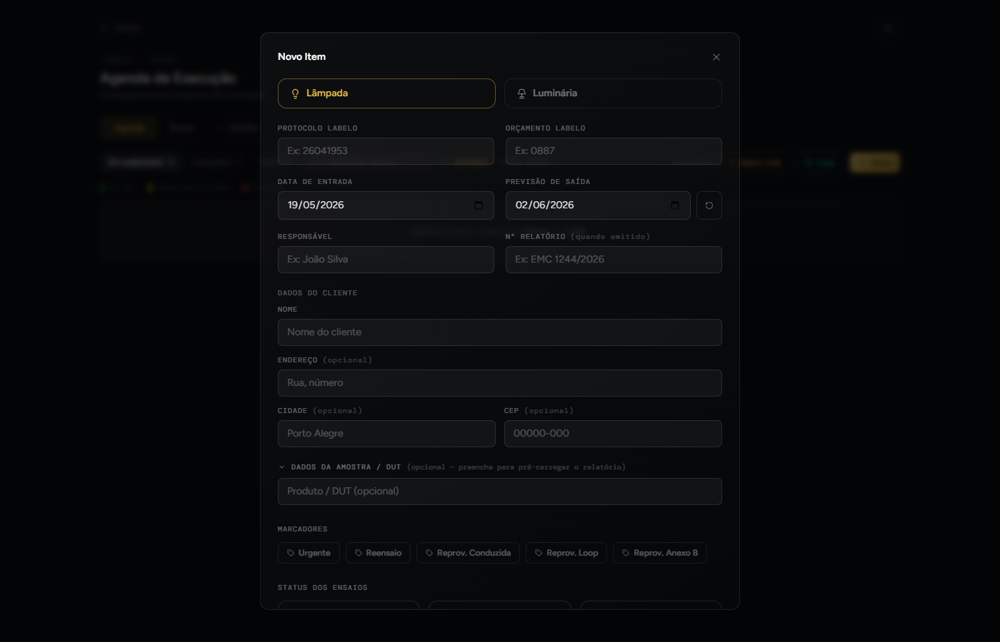 Agenda de Execução
Novo Item
Lâmpada
Luminária
PROTOCOLO LABELO
ORÇAMENTO LABELO
Ex: 26041953
Ex: 0887
DATA DE ENTRADA
PREVISÃO DE SAÍDA
19/05/2026
02/06/2026
RESPONSÁVEL
Nº RELATÓRIO (quando emitido)
Ex: João Silva
Ex: EMC 1244/2026
DADOS DO CLIENTE
NOME
Nome do cliente
ENDEREÇO (opcional)
Rua, número
CIDADE (opcional)
CEP (opcional)
Porto Alegre
00000-000
DADOS DA AMOSTRA / DUT (opcional — preencha para pré-carregar o relatório)
Produto / DUT (opcional)
MARCADORES
Urgente
Reensaio
Reprov. Conduzida
Reprov. Loop
Reprov. Anexo B
STATUS DOS ENSAIOS